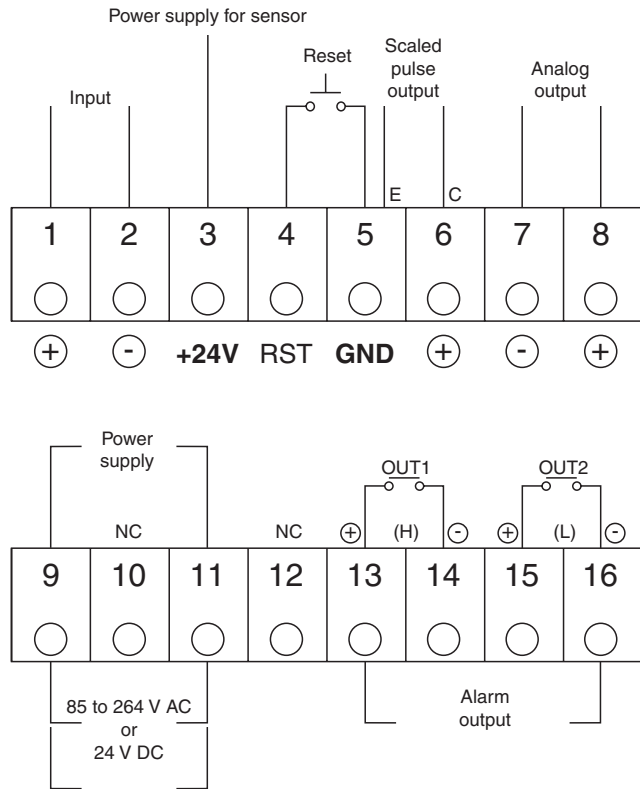 Power supply for sensor
Input
Reset
Scaled
pulse
output
Analog
output
E C
1 2 3 4 5 6 7 8
+ - +24V RST GND + - +
Power
supply
OUT1 OUT2
NC NC + (H) - + (L) -
9 10 11 12 13 14 15 16
85 to 264 V AC
or
24 V DC
Alarm
output